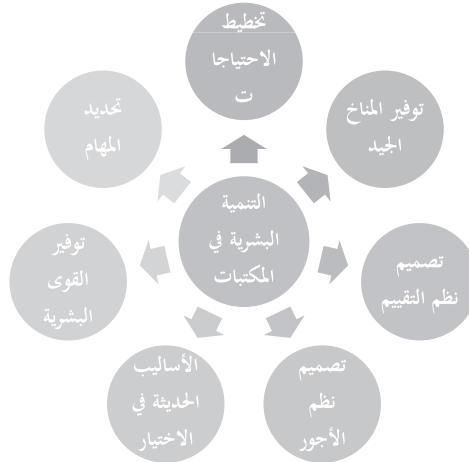 تخطيط
الاحتياجا
ت
توفير المناخ
الجيد
تصميم
نظم التقييم
تصميم
نظم
الأجور
الأساليب
الحديثة في
الاختيار
توفير
القوى
البشرية
تحديد
المهام
التنمية
البشرية في
المكتبات